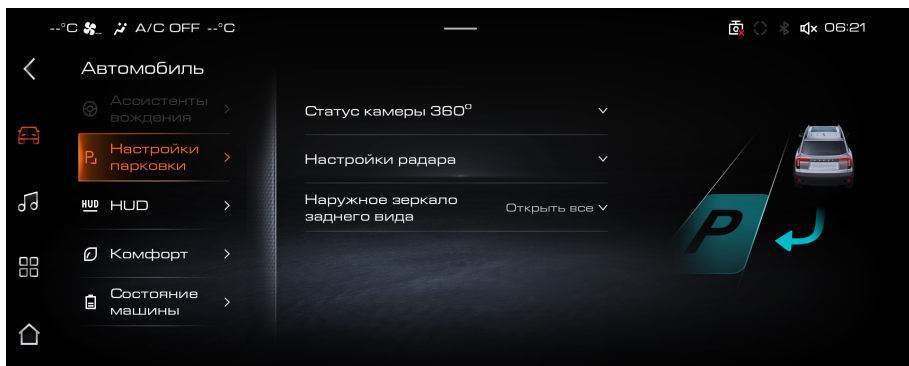 --°C A/C OFF --°C
06:21
Автомобиль
Ассистенты
вождения
Настройки
парковки
HUD HUD
Комфорт
Состояние
машины
Статус камеры 360°
Настройки радара
Наружное зеркало
заднего вида
Открыть все
P